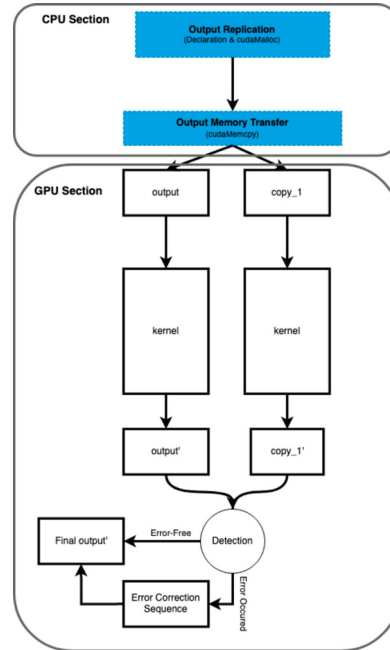 CPU Section
Output Replication
(Declaration & cudaMalloc)
Output Memory Transfer
(cudaMemcpy)
GPU Section
output
copy_1
kernel
kernel
output'
copy_1'
Final output'
Error-Free
Detection
Error Occured
Error Correction
Sequence